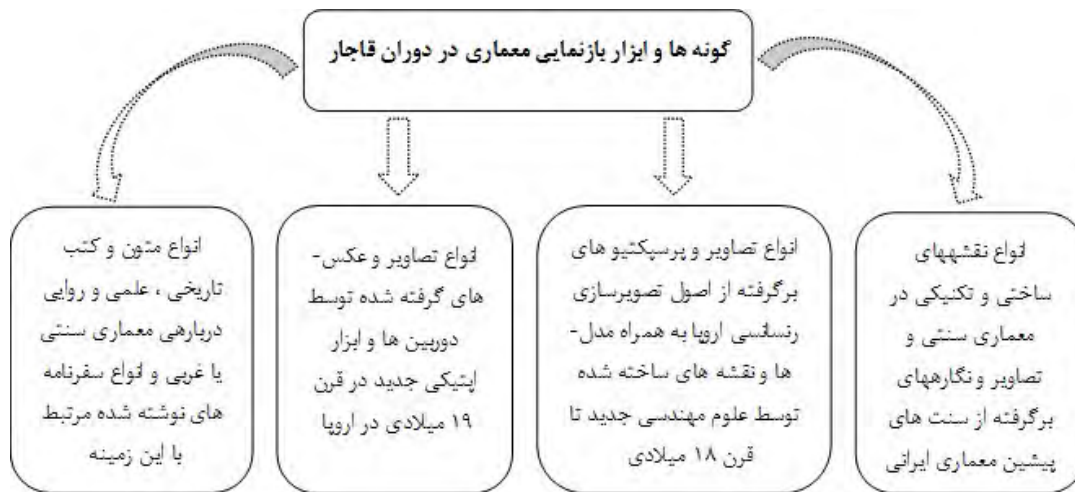 گونه ها و ابزار بازنمایی معماری در دوران قاجار
انواع نقشههای
ساختی و تکنیکی در
معماری سنتی و
تصاویر و نگارههای
برگرفته از سنت های
پیشین معماری ایرانی
انواع تصاویر و پرسپکتیو های
برگرفته از اصول تصویرسازی
رنسانسی اروپا به همراه مدل-
ها و نقشه های ساخته شده
توسط علوم مهندسی جدید تا
قرن ۱۸ میلادی
انواع تصاویر و عکس-
های گرفته شده توسط
دوربین ها و ابزار
اپتیکی جدید در قرن
۱۹ میلادی در اروپا
انواع متون و کتب
تاریخی ، علمی و روایی
دربارهی معماری سنتی
یا غربی و انواع سفرنامه
های نوشته شده مرتبط
با این زمینه